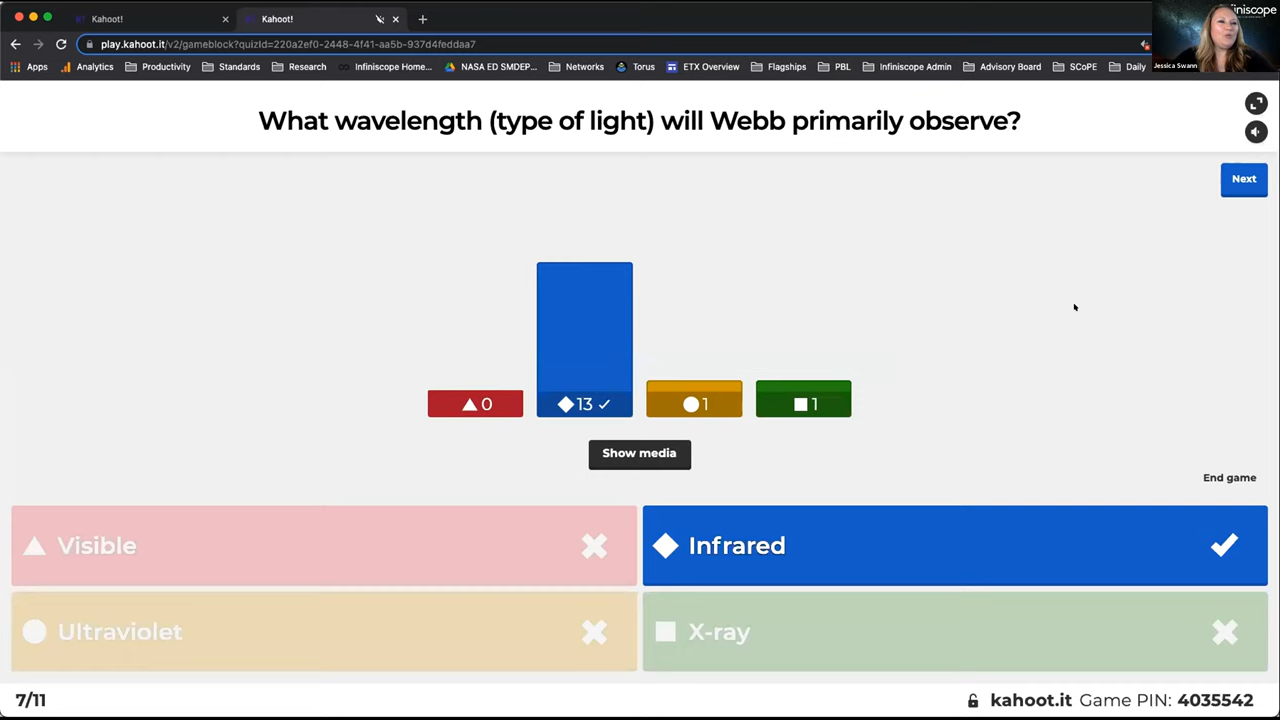 Kahoot!
Kahoot!
play.kahoot.it/v2/gameblock?quizId=220a2ef0-2448-4f41-aa5b-937d4feddaa7
Apps Analytics Productivity Standards Research Infiniscope Home... NASA ED SMDEP... Networks Torus ETX Overview Flagships PBL Infiniscope Admin Advisory Board SCoPE Daily
Jessica Swann
What wavelength (type of light) will Webb primarily observe?
Next
0 13 1 1
Show media
End game
Visible
Infrared
Ultraviolet
X-ray
7/11
kahoot.it Game PIN: 4035542